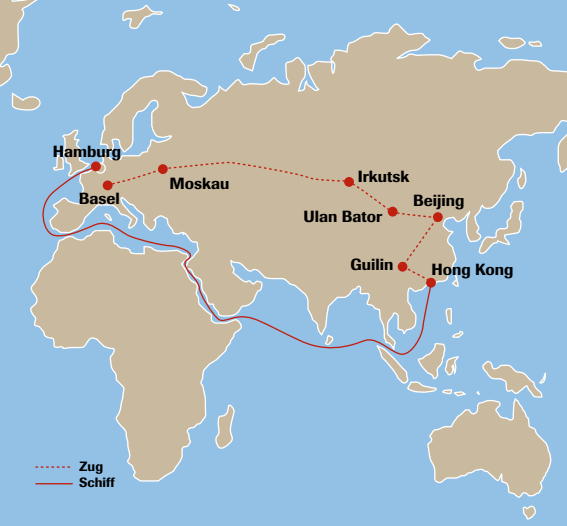 Hamburg
Basel
Moskau
Irkutsk
Ulan Bator
Beijing
Guilin
Hong Kong
Zug
Schiff